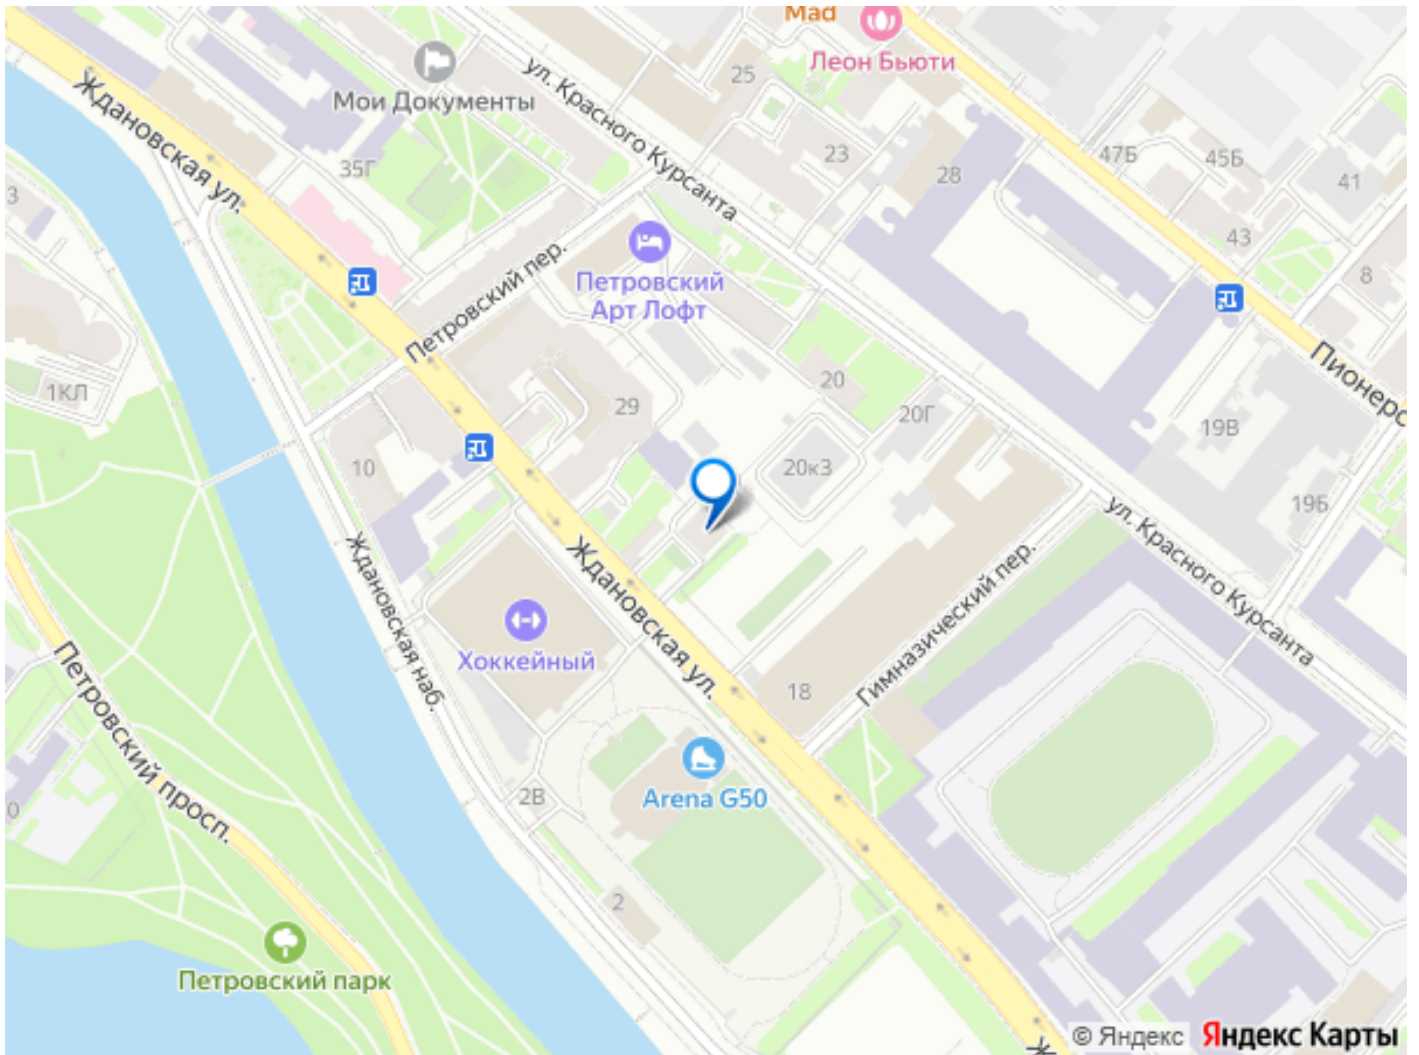 Mad
Леон Бьюти
25
ул. Красного Курсанта
Мои Документы
Ждановская ул.
35Г
23
28
47Б
45Б
41
3
43
8
Петровский пер.
Петровский
Арт Лофт
Пионерс
1КЛ
20
29
20Г
19В
10
20к3
19Б
ул. Красного Курсанта
Ждановская наб.
Ждановская ул.
Гимназический пер.
Хоккейный
18
Петровский просп.
2В
Arena G50
0
2
Петровский парк
Ж
© Яндекс
Яндекс Карты